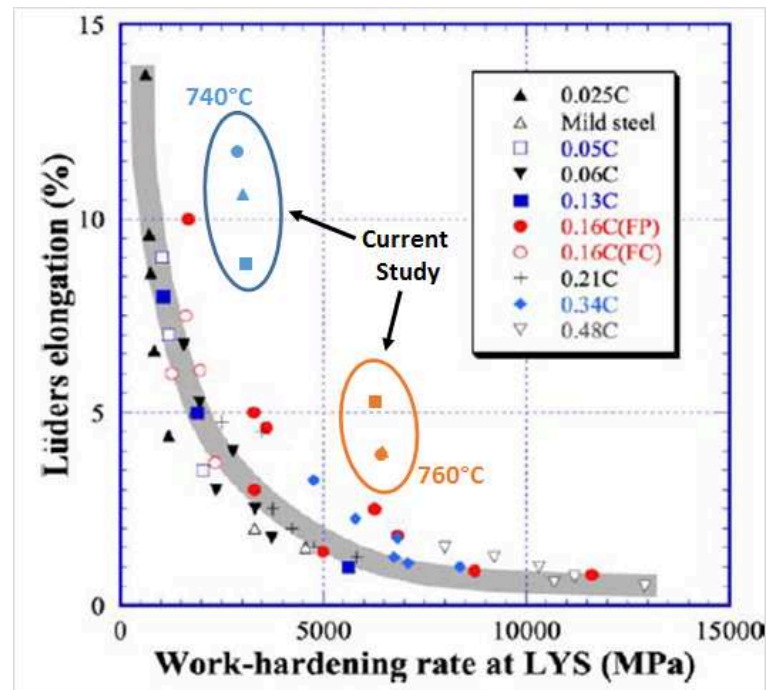 15
10
5
0
Lüders elongation (%)
740°C
Current
Study
760°C
0.025C
Mild steel
0.05C
0.06C
0.13C
0.16C(FP)
0.16C(FC)
0.21C
0.34C
0.48C
0
5000
10000
15000
Work-hardening rate at LYS (MPa)